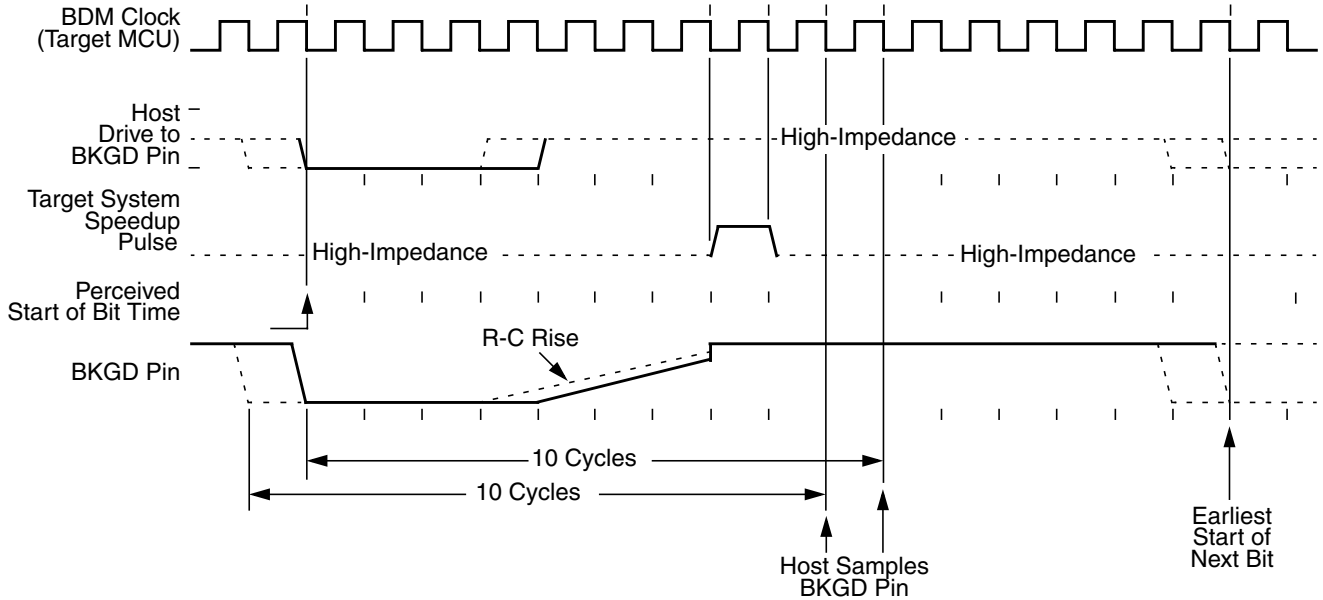 BDM Clock
(Target MCU)
Host
Drive to
BKGD Pin
High-Impedance
Target System
Speedup
Pulse
High-Impedance
High-Impedance
Perceived
Start of Bit Time
R-C Rise
BKGD Pin
10 Cycles
10 Cycles
Earliest
Start of
Next Bit
Host Samples
BKGD Pin